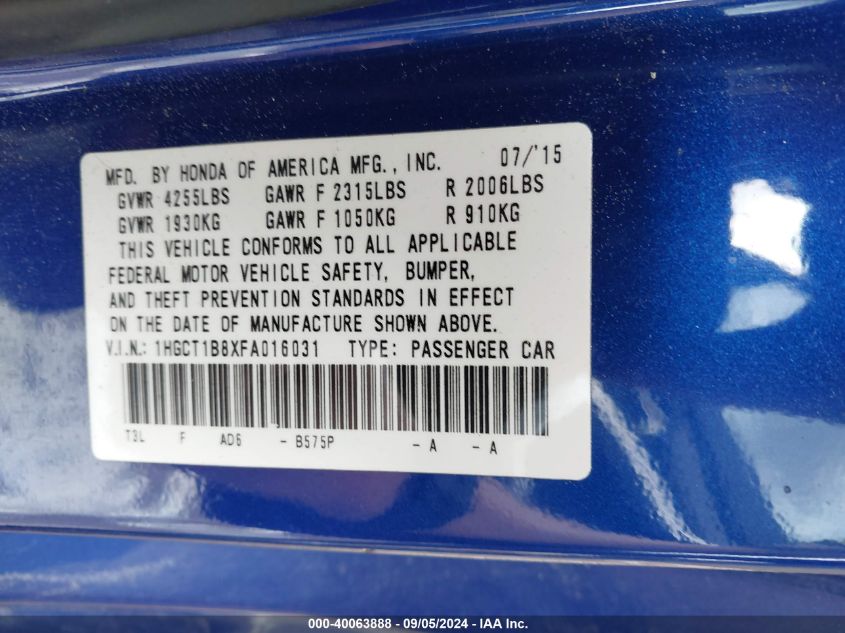 MFD. BY HONDA OF AMERICA MFG., INC. 07/'15
GVWR 4255LBS GAWR F 2315LBS R 2006LBS
GVWR 1930KG GAWR F 1050KG R 910KG
THIS VEHICLE CONFORMS TO ALL APPLICABLE
FEDERAL MOTOR VEHICLE SAFETY, BUMPER,
AND THEFT PREVENTION STANDARDS IN EFFECT
ON THE DATE OF MANUFACTURE SHOWN ABOVE.
V.I.N.: 1HGCT1B8XFA016031 TYPE: PASSENGER CAR
T3L F AD6 - B575P - A - A
000-40063888 - 09/05/2024 - IAA Inc.